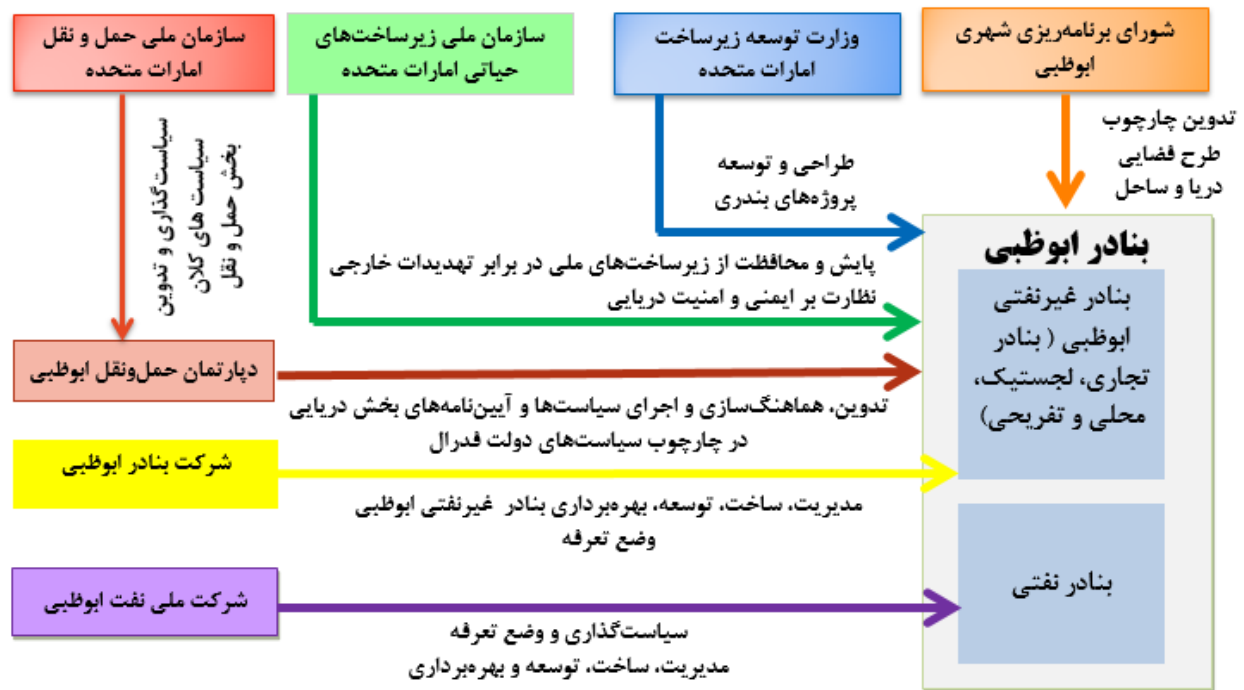 شورای برنامه‌ریزی شهری
ابوظبی
وزارت توسعه زیرساخت
امارات متحده
سازمان ملی زیرساخت‌های
حیاتی امارات متحده
سازمان ملی حمل و نقل
امارات متحده
تدوین چارچوب
طرح فضایی
دریا و ساحل
طراحی و توسعه
پروژه‌های بندری
سیاست‌گذاری و تدوین
سیاست های کلان
بخش حمل و نقل
بنادر ابوظبی
پایش و محافظت از زیرساخت‌های ملی در برابر تهدیدات خارجی
نظارت بر ایمنی و امنیت دریایی
بنادر غیرنفتی
ابوظبی ( بنادر
تجاری، لجستیک،
محلی و تفریحی)
دپارتمان حمل‌ونقل ابوظبی
تدوین، هماهنگ‌سازی و اجرای سیاست‌ها و آیین‌نامه‌های بخش دریایی
در چارچوب سیاست‌های دولت فدرال
شرکت بنادر ابوظبی
مدیریت، ساخت، توسعه، بهره‌برداری بنادر غیرنفتی ابوظبی
وضع تعرفه
بنادر نفتی
شرکت ملی نفت ابوظبی
سیاست‌گذاری و وضع تعرفه
مدیریت، ساخت، توسعه و بهره‌برداری